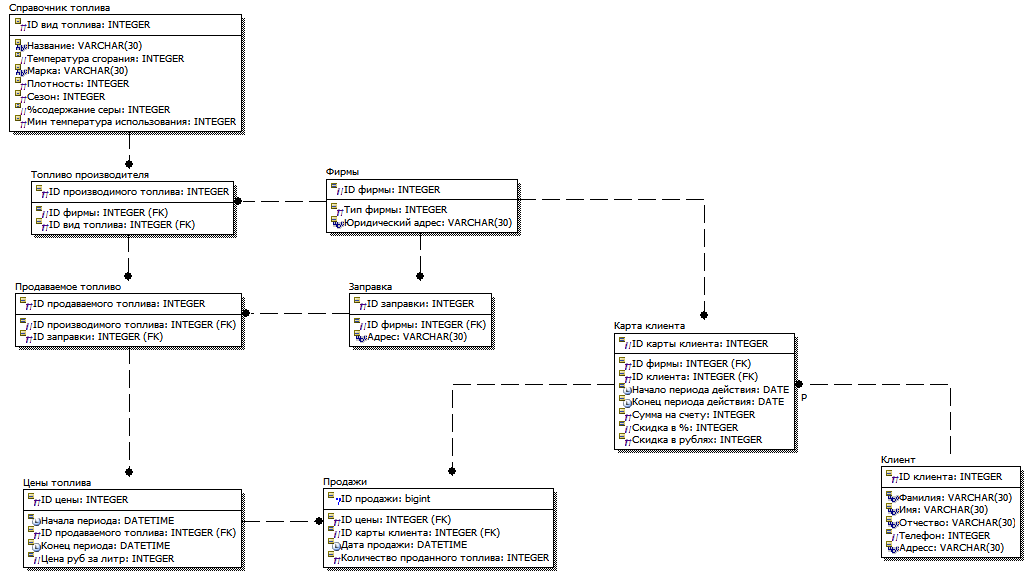 Справочник топлива
ID вид топлива: INTEGER
Название: VARCHAR(30)
Температура сгорания: INTEGER
Марка: VARCHAR(30)
Плотность: INTEGER
Сезон: INTEGER
%содержание серы: INTEGER
Мин температура использования: INTEGER
Топливо производителя
ID производимого топлива: INTEGER
ID фирмы: INTEGER (FK)
ID вид топлива: INTEGER (FK)
Фирмы
ID фирмы: INTEGER
Тип фирмы: INTEGER
Юридический адрес: VARCHAR(30)
Продаваемое топливо
ID продаваемого топлива: INTEGER
ID производимого топлива: INTEGER (FK)
ID заправки: INTEGER (FK)
Заправка
ID заправки: INTEGER
ID фирмы: INTEGER (FK)
Адрес: VARCHAR(30)
Карта клиента
ID карты клиента: INTEGER
ID фирмы: INTEGER (FK)
ID клиента: INTEGER (FK)
Начало периода действия: DATE
Конец периода действия: DATE
Сумма на счету: INTEGER
Скидка в %: INTEGER
Скидка в рублях: INTEGER
P
Клиент
ID клиента: INTEGER
Фамилия: VARCHAR(30)
Имя: VARCHAR(30)
Отчество: VARCHAR(30)
Телефон: INTEGER
Адресс: VARCHAR(30)
Цены топлива
ID цены: INTEGER
Начала периода: DATETIME
ID продаваемого топлива: INTEGER (FK)
Конец периода: DATETIME
Цена руб за литр: INTEGER
Продажи
ID продажи: bigint
ID цены: INTEGER (FK)
ID карты клиента: INTEGER (FK)
Дата продажи: DATETIME
Количество проданного топлива: INTEGER